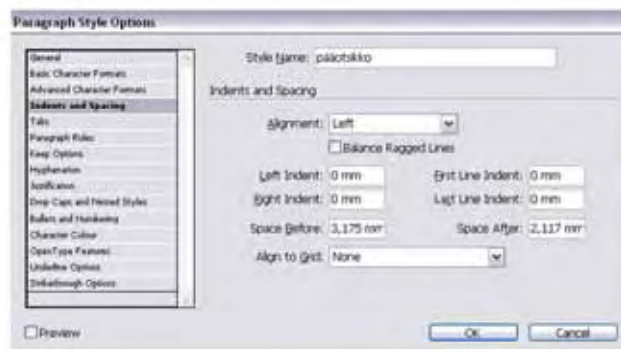 Paragraph Style Options
General
Basic Character Formats
Advanced Character Formats
Indents and Spacing
Tabs
Paragraph Rules
Keep Options
Hyphenation
Justification
Drop Caps and Nested Styles
Bullets and Numbering
Character Colour
OpenType Features
Underline Options
Strikethrough Options
Style Name: pääotsikko
Indents and Spacing
Alignment: Left
Balance Ragged Lines
Left Indent: 0 mm First Line Indent: 0 mm
Right Indent: 0 mm Last Line Indent: 0 mm
Space Before: 3,175 mm Space After: 2,117 mm
Align to Grid: None
Preview OK Cancel